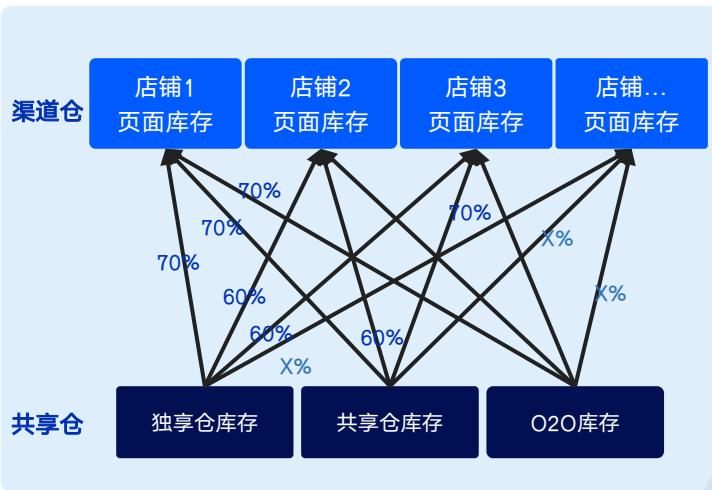 渠道仓
店铺1
页面库存
店铺2
页面库存
店铺3
页面库存
店铺...
页面库存
70%
70%
70%
70%
X%
X%
60%
60%
60%
X%
共享仓
独享仓库存
共享仓库存
O2O库存